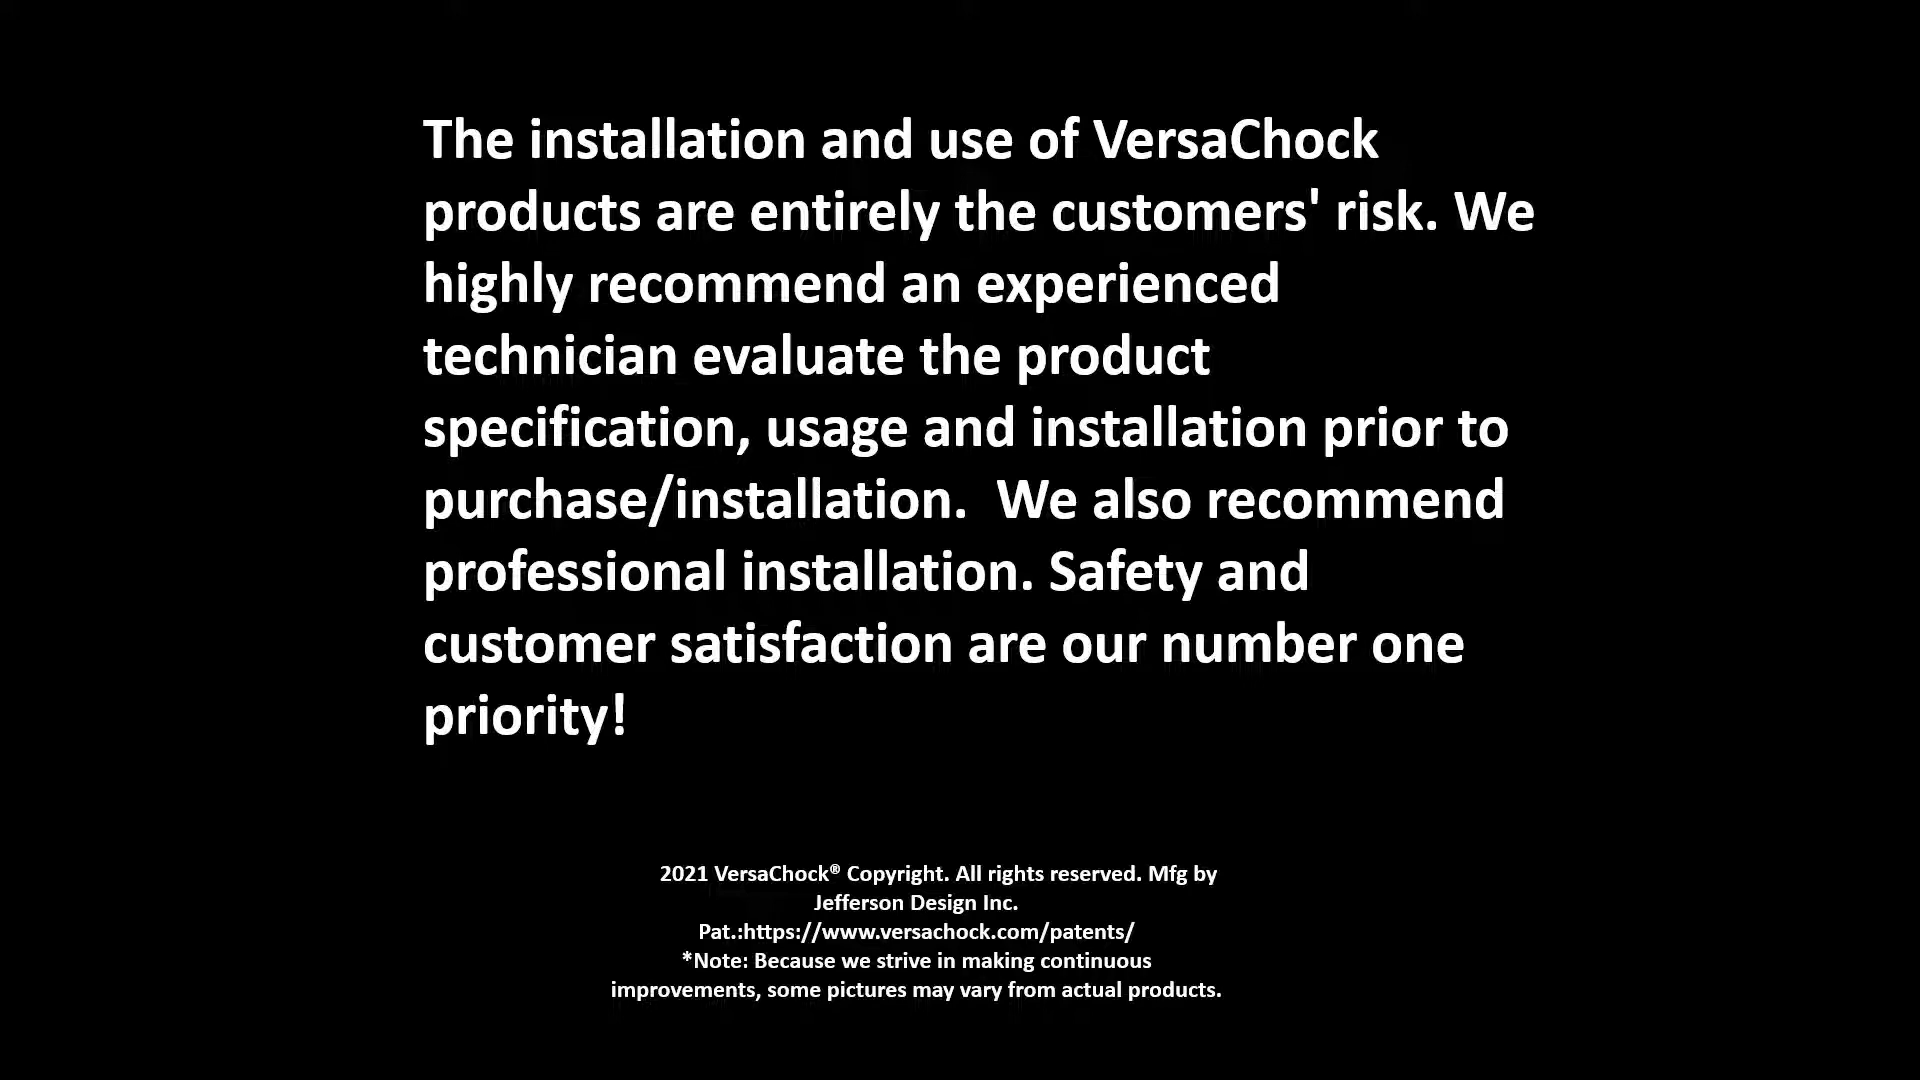 The installation and use of VersaChock
products are entirely the customers' risk. We
highly recommend an experienced
technician evaluate the product
specification, usage and installation prior to
purchase/installation.  We also recommend
professional installation. Safety and
customer satisfaction are our number one
priority!
2021 VersaChock® Copyright. All rights reserved. Mfg by
Jefferson Design Inc.
Pat.:https://www.versachock.com/patents/
*Note: Because we strive in making continuous
improvements, some pictures may vary from actual products.